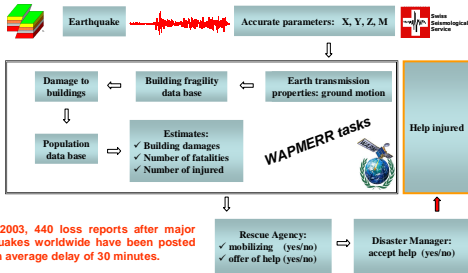 Earthquake
Accurate parameters: X, Y, Z, M
Swiss
Seismological
Service
Damage to
buildings
Building fragility
data base
Earth transmission
properties: ground motion
Help injured
Population
data base
Estimates:
✓ Building damages
✓ Number of fatalities
✓ Number of injured
WAPMERR tasks
2003, 440 loss reports after major
quakes worldwide have been posted
average delay of 30 minutes.
Rescue Agency:
✓ mobilizing (yes/no)
✓ offer of help (yes/no)
Disaster Manager:
accept help (yes/no)